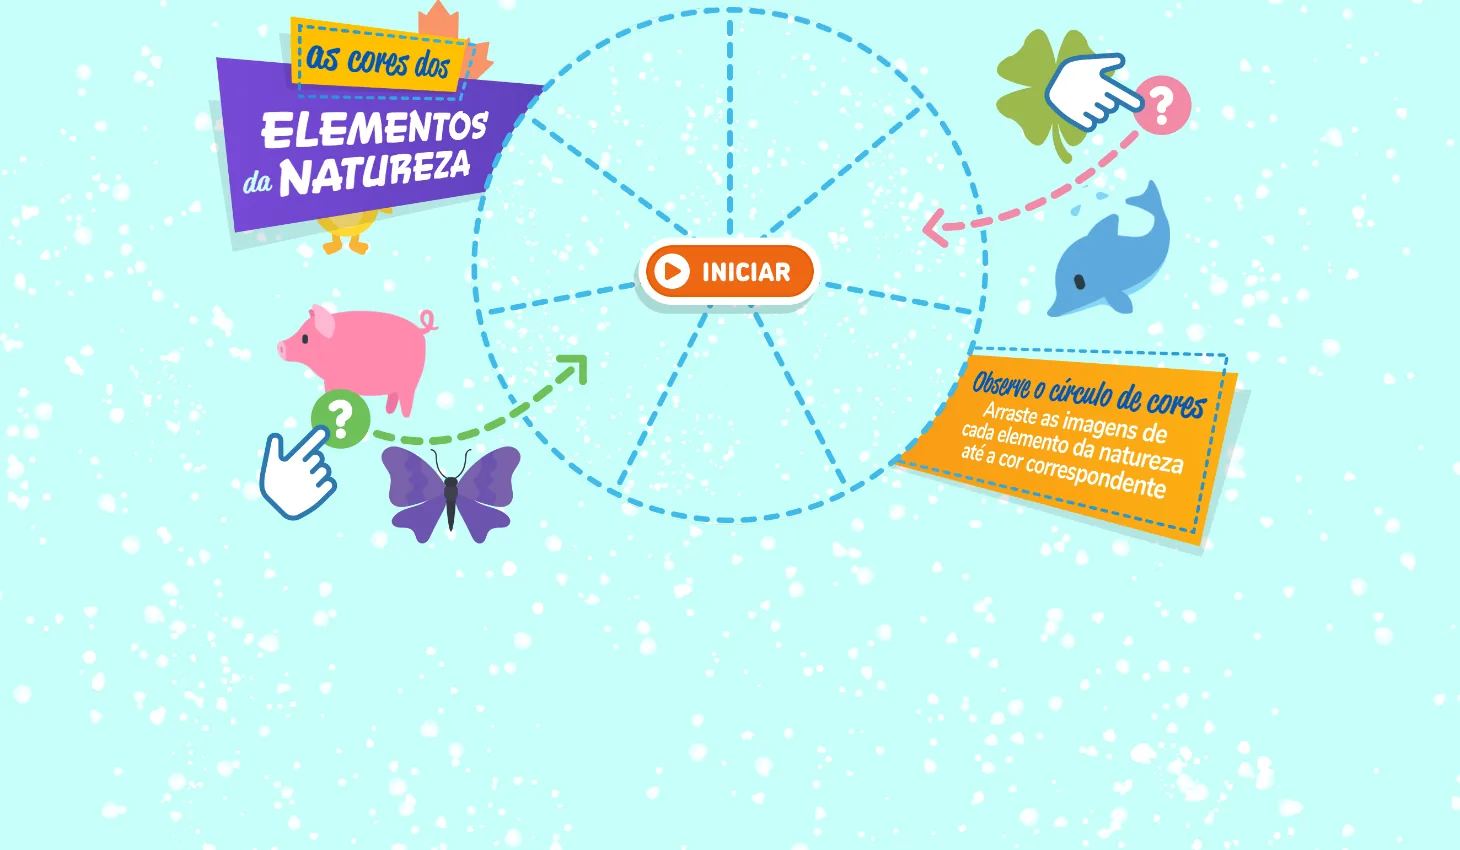 as cores dos
ELEMENTOS
da NATUREZA
?
INICIAR
?
Observe o círculo de cores
Arraste as imagens de
cada elemento da natureza
até a cor correspondente